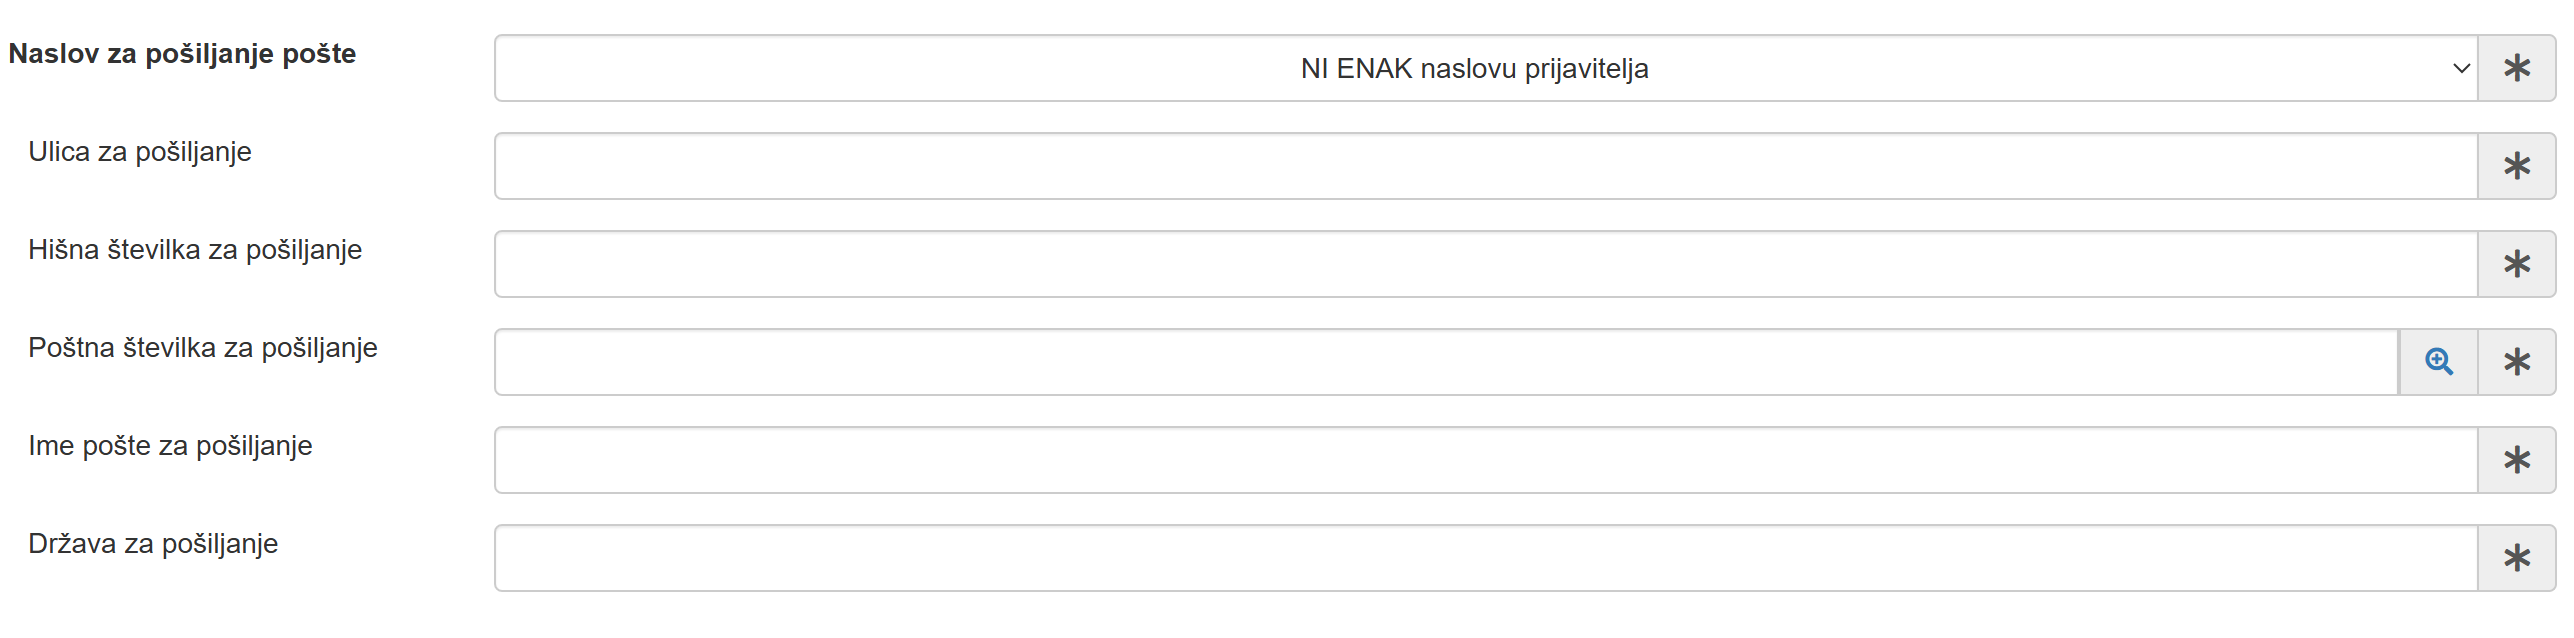 Naslov za pošiljanje pošte
NI ENAK naslovu prijavitelja
Ulica za pošiljanje
Hišna številka za pošiljanje
Poštna številka za pošiljanje
Ime pošte za pošiljanje
Država za pošiljanje